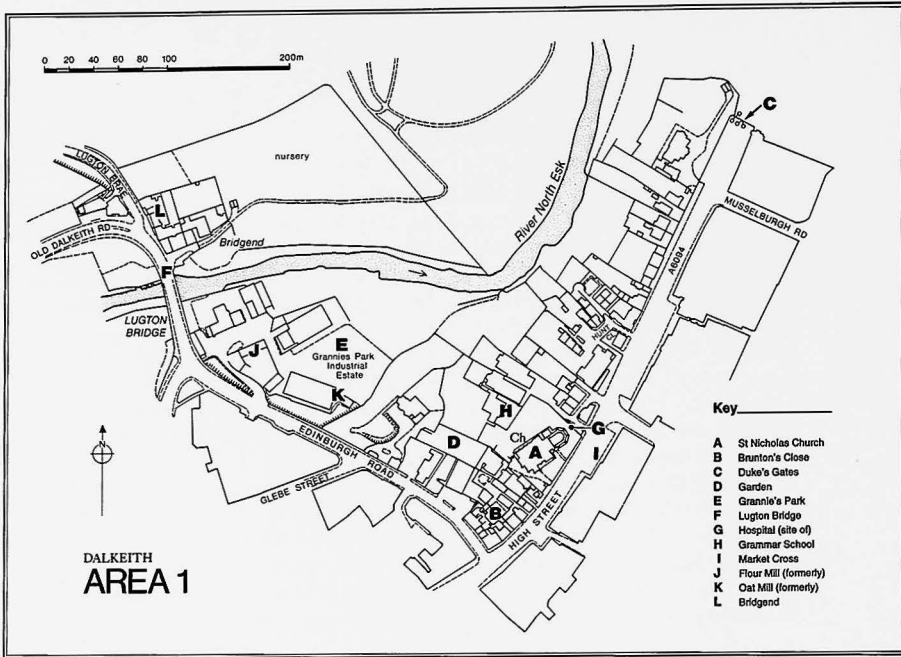 0 20 40 60 80 100 200m
C
nursery
LUGTON BRAE
L
River North Esk
MUSSELBURGH RD
OLD DALKEITH RD
Bridgend
A6094
F
LUGTON
BRIDGE
HUNT
J
E
Grannies Park
Industrial
Estate
K
H
G
Ch
A
I
D
EDINBURGH ROAD
GLEBE STREET
B
HIGH STREET
N
DALKEITH
AREA 1
Key
A St Nicholas Church
B Brunton's Close
C Duke's Gates
D Garden
E Grannie's Park
F Lugton Bridge
G Hospital (site of)
H Grammar School
I Market Cross
J Flour Mill (formerly)
K Oat Mill (formerly)
L Bridgend